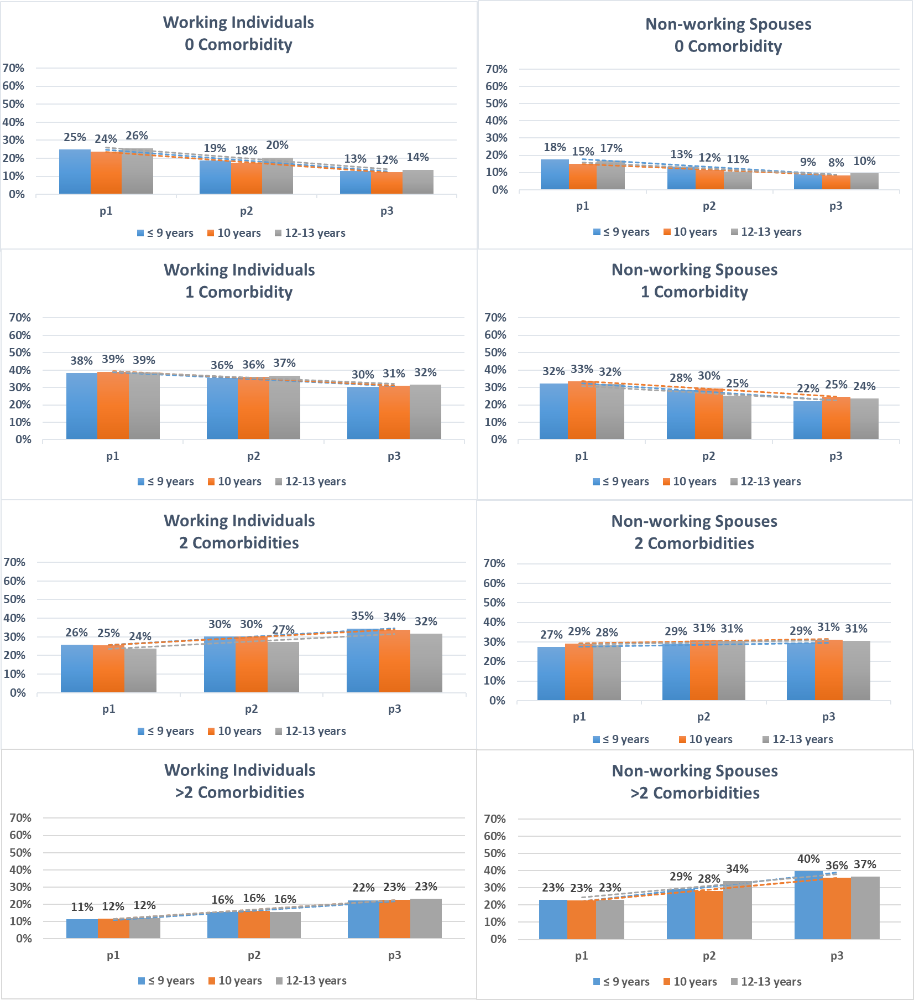 Working Individuals
0 Comorbidity
70%
60%
50%
40%
30%
20%
10%
0%
25% 24% 26%
19% 18% 20%
13% 12% 14%
p1 p2 p3
≤ 9 years 10 years 12-13 years
Non-working Spouses
0 Comorbidity
70%
60%
50%
40%
30%
20%
10%
0%
18% 15% 17%
13% 12% 11%
9% 8% 10%
p1 p2 p3
≤ 9 years 10 years 12-13 years
Working Individuals
1 Comorbidity
70%
60%
50%
40%
30%
20%
10%
0%
38% 39% 39%
36% 36% 37%
30% 31% 32%
p1 p2 p3
≤ 9 years 10 years 12-13 years
Non-working Spouses
1 Comorbidity
70%
60%
50%
40%
30%
20%
10%
0%
32% 33% 32%
28% 30% 25%
22% 25% 24%
p1 p2 p3
≤ 9 years 10 years 12-13 years
Working Individuals
2 Comorbidities
70%
60%
50%
40%
30%
20%
10%
0%
26% 25% 24%
30% 30% 27%
35% 34% 32%
p1 p2 p3
≤ 9 years 10 years 12-13 years
Non-working Spouses
2 Comorbidities
70%
60%
50%
40%
30%
20%
10%
0%
27% 29% 28%
29% 31% 31%
29% 31% 31%
p1 p2 p3
≤ 9 years 10 years 12-13 years
Working Individuals
>2 Comorbidities
70%
60%
50%
40%
30%
20%
10%
0%
11% 12% 12%
16% 16% 16%
22% 23% 23%
p1 p2 p3
≤ 9 years 10 years 12-13 years
Non-working Spouses
>2 Comorbidities
70%
60%
50%
40%
30%
20%
10%
0%
23% 23% 23%
29% 28% 34%
40% 36% 37%
p1 p2 p3
≤ 9 years 10 years 12-13 years